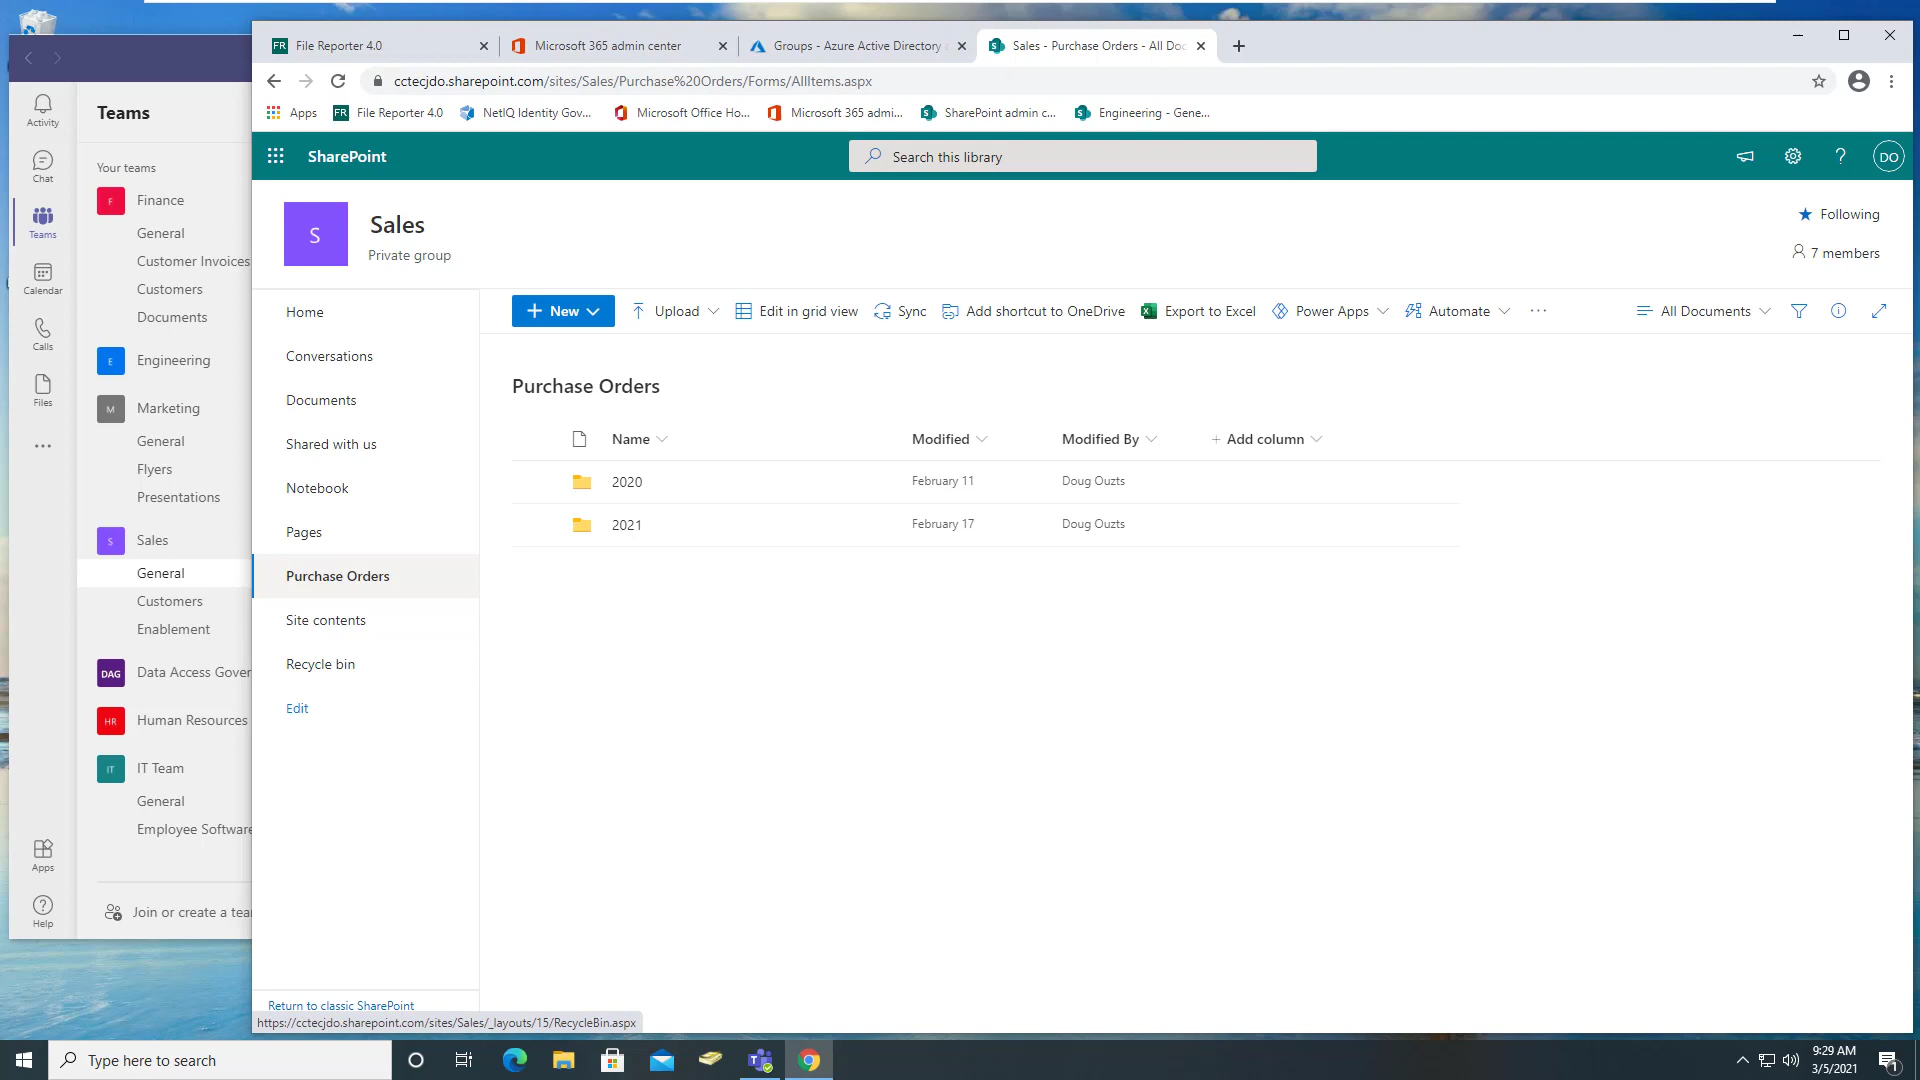 FR File Reporter 4.0
Microsoft 365 admin center
Groups - Azure Active Directory
Sales - Purchase Orders - All Doc
cctecjdo.sharepoint.com/sites/Sales/Purchase%20Orders/Forms/AllItems.aspx
Apps
FR File Reporter 4.0
NetIQ Identity Gov...
Microsoft Office Ho...
Microsoft 365 admi...
SharePoint admin c...
Engineering - Gene...
SharePoint
Search this library
DO
Activity
Chat
Teams
Calendar
Calls
Files
Apps
Help
Teams
Your teams
F Finance
General
Customer Invoices
Customers
Documents
E Engineering
M Marketing
General
Flyers
Presentations
S Sales
General
Customers
Enablement
DAG Data Access Gover
HR Human Resources
IT IT Team
General
Employee Software
Join or create a tea
S
Sales
Private group
Following
7 members
Home
Conversations
Documents
Shared with us
Notebook
Pages
Purchase Orders
Site contents
Recycle bin
Edit
Return to classic SharePoint
https://cctecjdo.sharepoint.com/sites/Sales/_layouts/15/RecycleBin.aspx
New
Upload
Edit in grid view
Sync
Add shortcut to OneDrive
Export to Excel
Power Apps
Automate
All Documents
Purchase Orders
Name Modified Modified By Add column
2020 February 11 Doug Ouzts
2021 February 17 Doug Ouzts
Type here to search
9:29 AM
3/5/2021
1